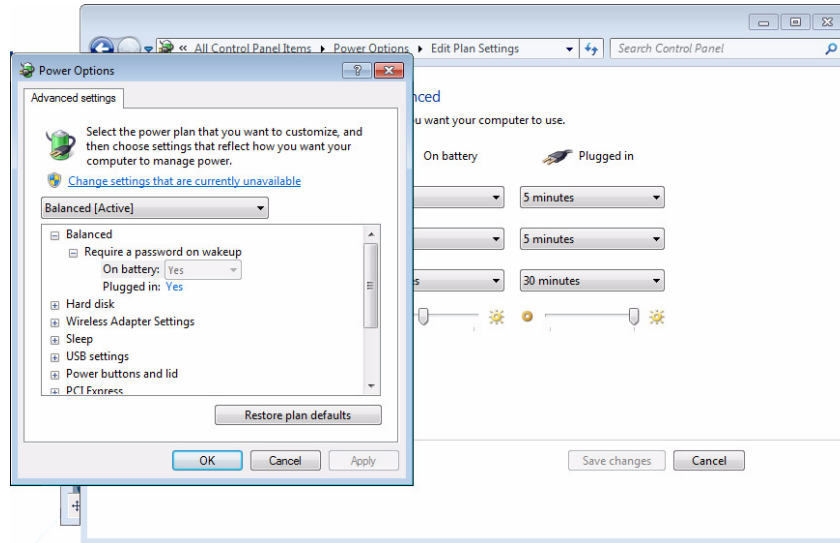 « All Control Panel Items ▸ Power Options ▸ Edit Plan Settings
Search Control Panel
Power Options
Advanced settings
Select the power plan that you want to customize, and
then choose settings that reflect how you want your
computer to manage power.
Change settings that are currently unavailable
Balanced [Active]
Balanced
Require a password on wakeup
On battery: Yes
Plugged in: Yes
Hard disk
Wireless Adapter Settings
Sleep
USB settings
Power buttons and lid
PCI Express
Restore plan defaults
OK Cancel Apply
nced
u want your computer to use.
On battery Plugged in
5 minutes
5 minutes
s 30 minutes
Save changes Cancel